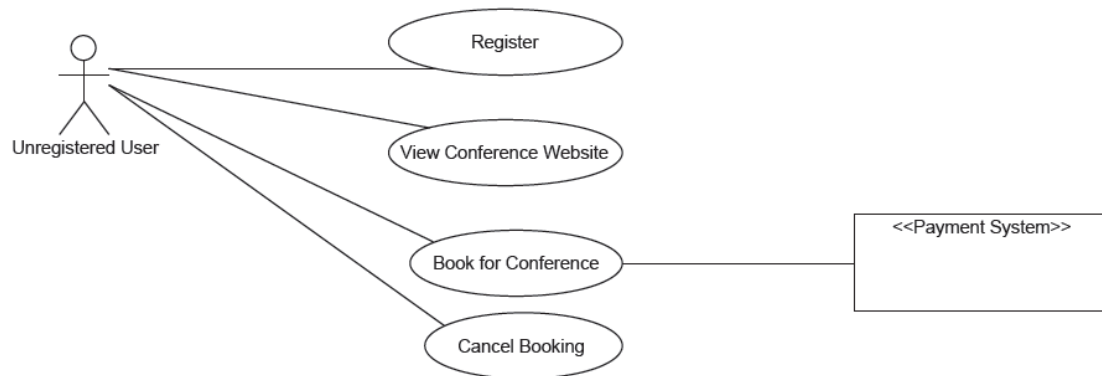 Register
Unregistered User
View Conference Website
<<Payment System>>
Book for Conference
Cancel Booking